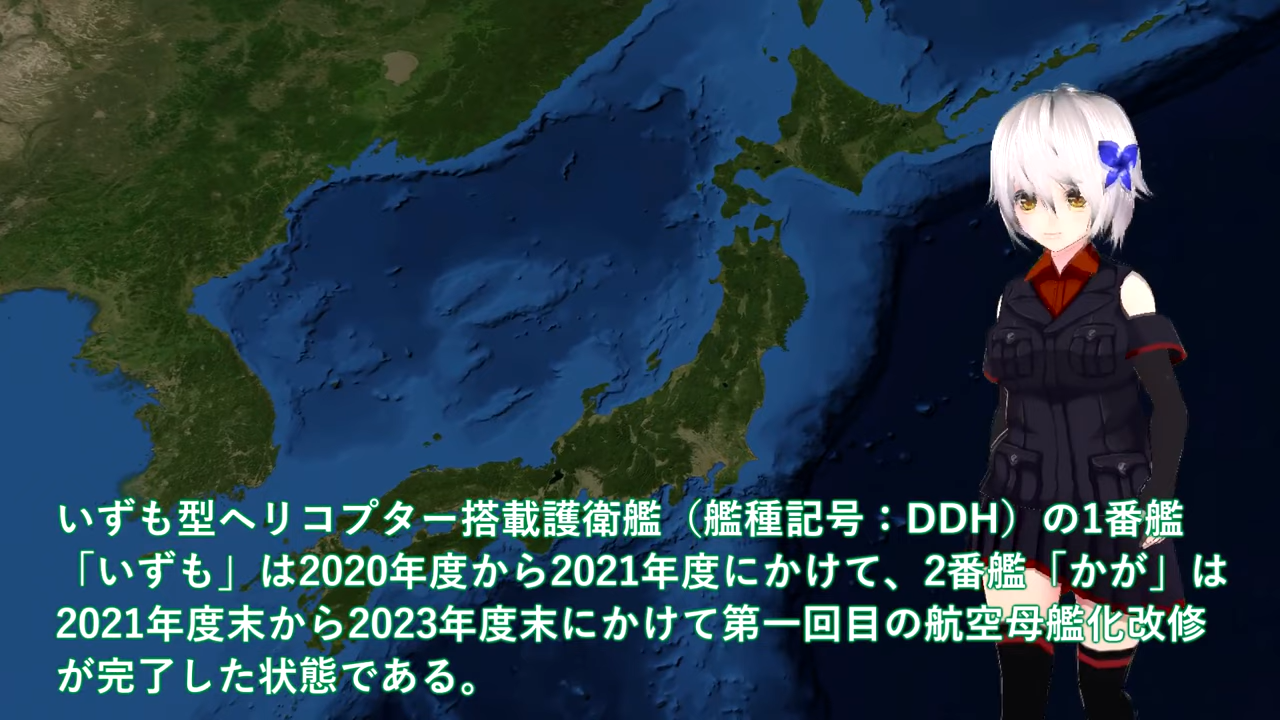 いずも型ヘリコプター搭載護衛艦（艦種記号：DDH）の1番艦
「いずも」は2020年度から2021年度にかけて、2番艦「かが」は
2021年度末から2023年度末にかけて第一回目の航空母艦化改修
が完了した状態である。